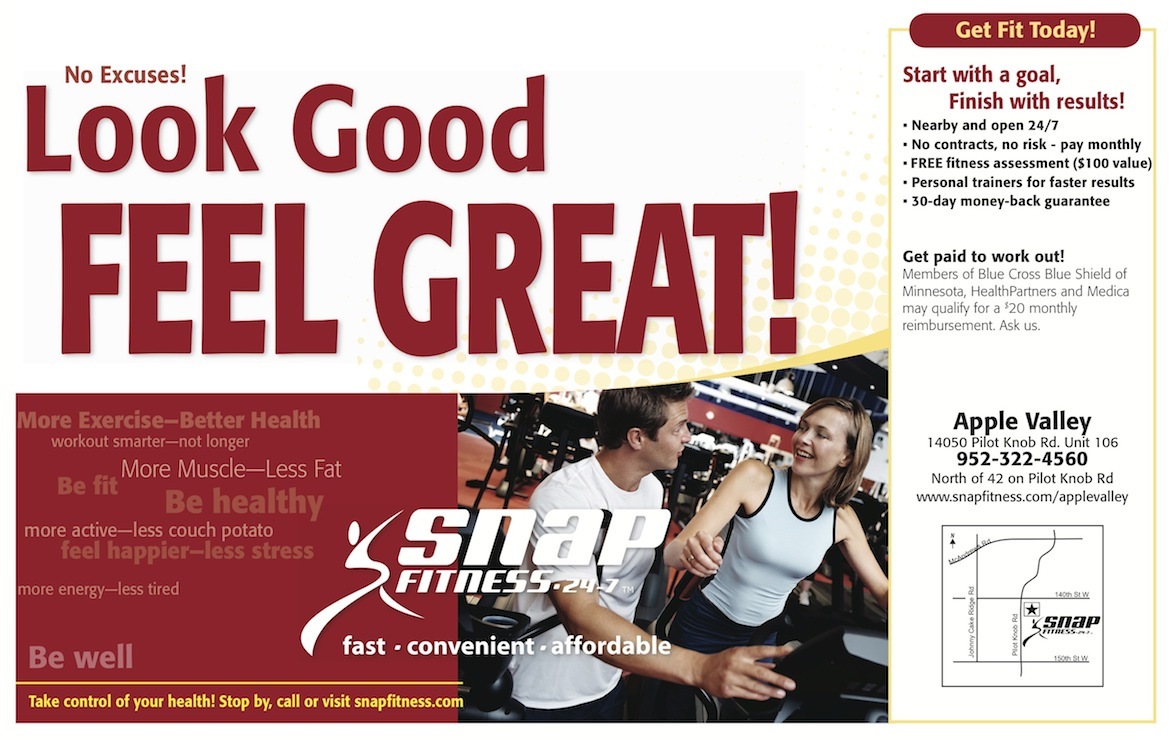 No Excuses!
Look Good
FEEL GREAT!
More Exercise—Better Health
workout smarter—not longer
More Muscle—Less Fat
Be fit
Be healthy
more active—less couch potato
feel happier—less stress
more energy—less tired
Be well
Take control of your health! Stop by, call or visit snapfitness.com
snap
FITNESS·24-7™
fast · convenient · affordable
Get Fit Today!
Start with a goal,
Finish with results!
▪ Nearby and open 24/7
▪ No contracts, no risk - pay monthly
▪ FREE fitness assessment ($100 value)
▪ Personal trainers for faster results
▪ 30-day money-back guarantee
Get paid to work out!
Members of Blue Cross Blue Shield of
Minnesota, HealthPartners and Medica
may qualify for a $20 monthly
reimbursement. Ask us.
Apple Valley
14050 Pilot Knob Rd. Unit 106
952-322-4560
North of 42 on Pilot Knob Rd
www.snapfitness.com/applevalley
N
McAndrews Rd
140th St W
Johnny Cake Ridge Rd
Pilot Knob Rd
snap
FITNESS·24-7
150th St W